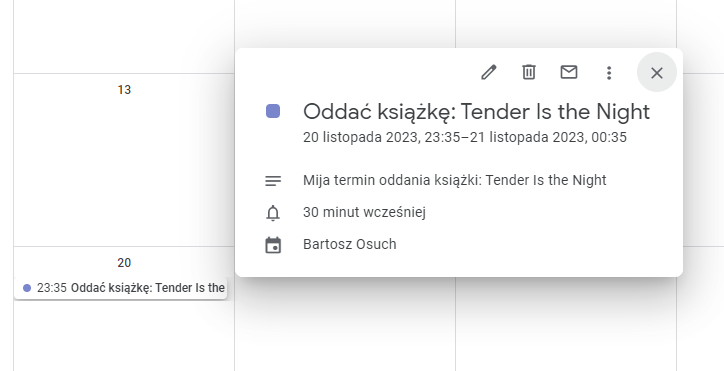 13
Oddać książkę: Tender Is the Night
20 listopada 2023, 23:35–21 listopada 2023, 00:35
Mija termin oddania książki: Tender Is the Night
30 minut wcześniej
Bartosz Osuch
20
23:35 Oddać książkę: Tender Is the